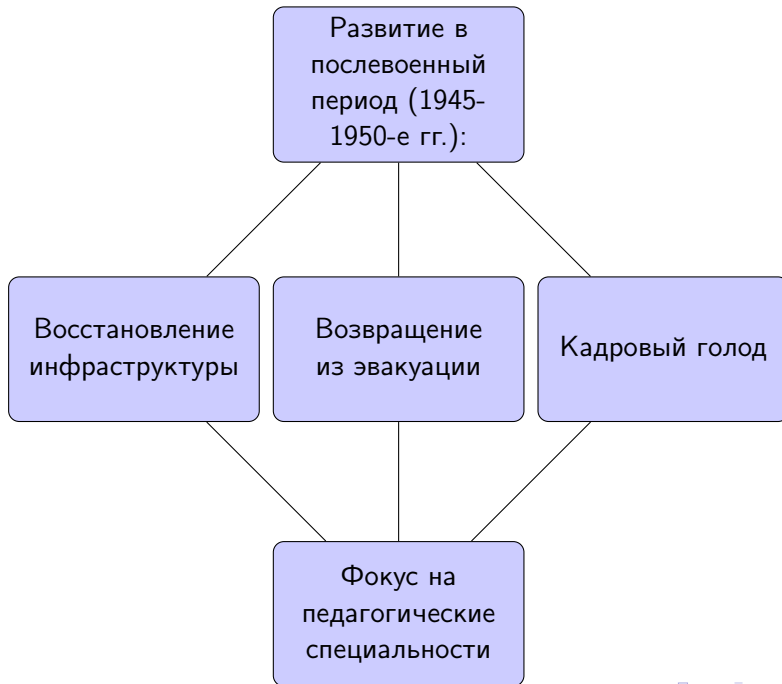 Развитие в
послевоенный
период (1945-
1950-е гг.):
Восстановление
инфраструктуры
Возвращение
из эвакуации
Кадровый голод
Фокус на
педагогические
специальности